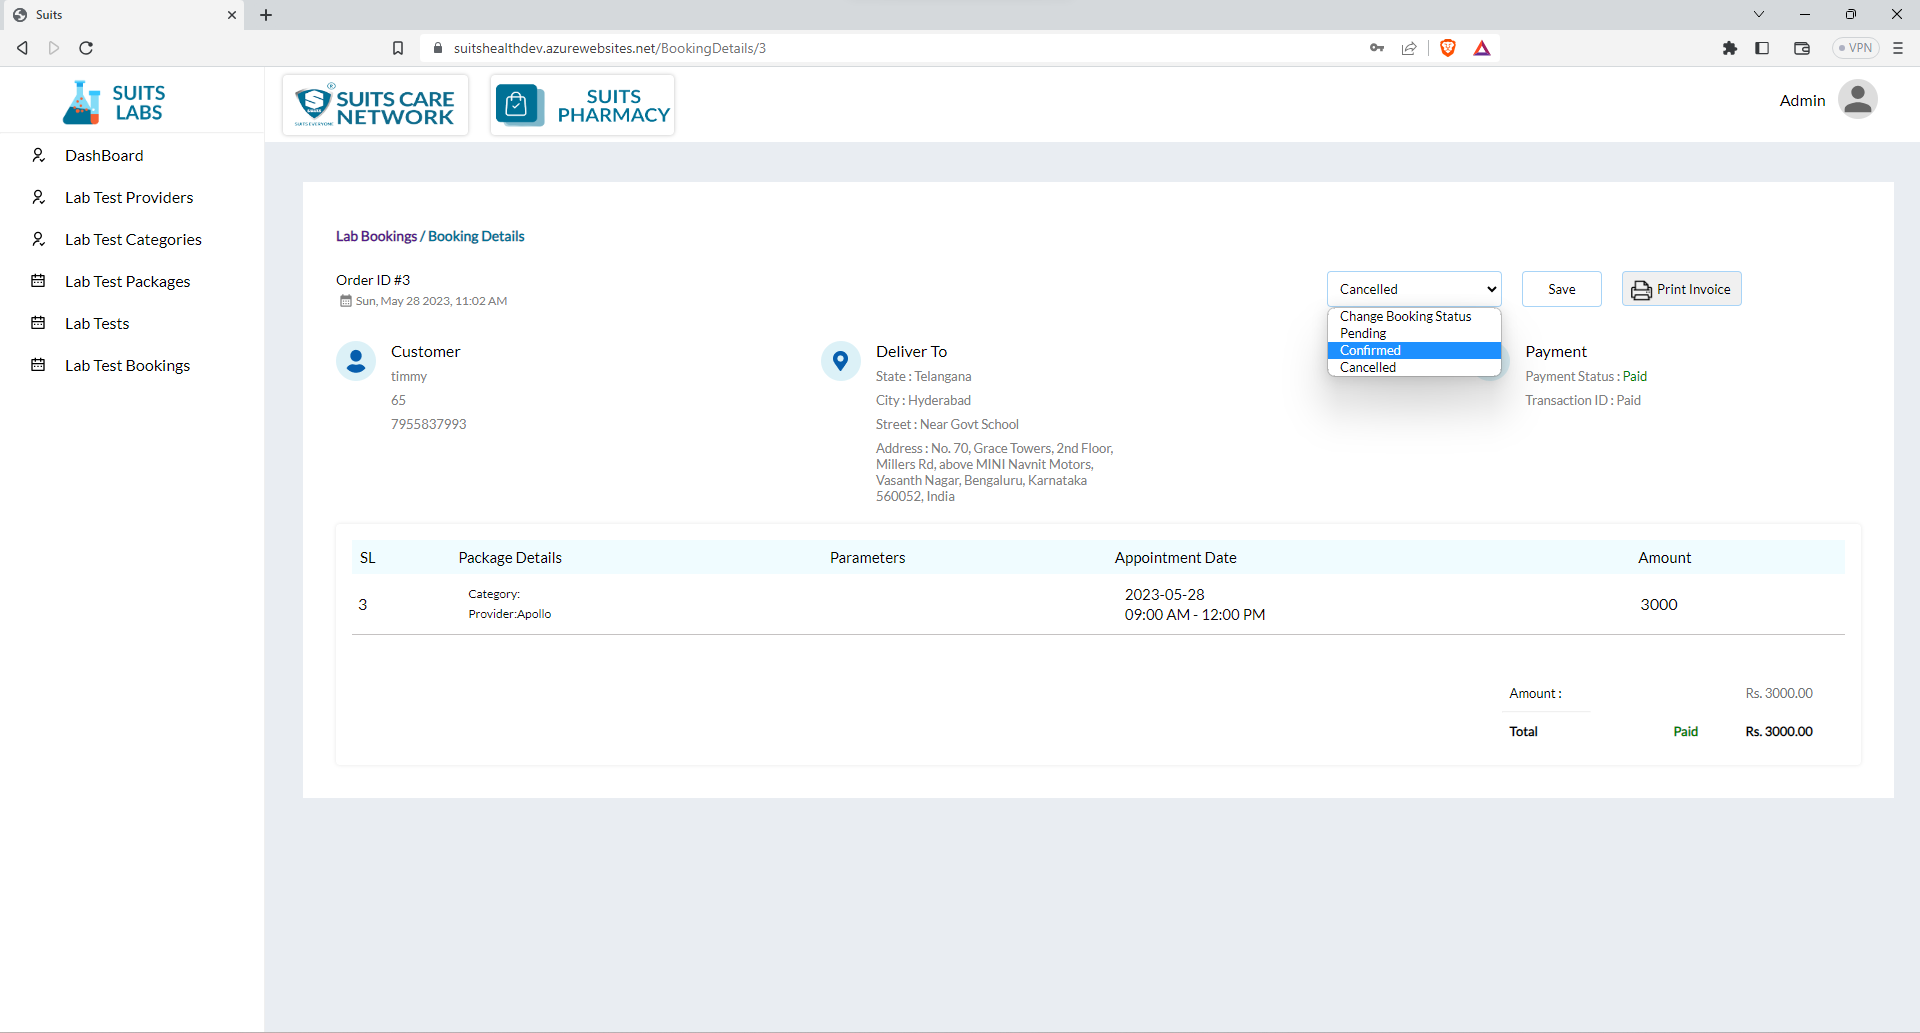 Suits
suitshealthdev.azurewebsites.net/BookingDetails/3
VPN
SUITS
LABS
SUITS CARE
NETWORK
SUITS
PHARMACY
Admin
DashBoard
Lab Test Providers
Lab Test Categories
Lab Test Packages
Lab Tests
Lab Test Bookings
Lab Bookings / Booking Details
Order ID #3
Sun, May 28 2023, 11:02 AM
Cancelled
Save
Print Invoice
Change Booking Status
Pending
Confirmed
Cancelled
Customer
timmy
65
7955837993
Deliver To
State : Telangana
City : Hyderabad
Street : Near Govt School
Address : No. 70, Grace Towers, 2nd Floor,
Millers Rd, above MINI Navnit Motors,
Vasanth Nagar, Bengaluru, Karnataka
560052, India
Payment
Payment Status : Paid
Transaction ID : Paid
SL Package Details Parameters Appointment Date Amount
3 Category: 2023-05-28 3000
Provider:Apollo 09:00 AM - 12:00 PM
Amount : Rs. 3000.00
Total Paid Rs. 3000.00